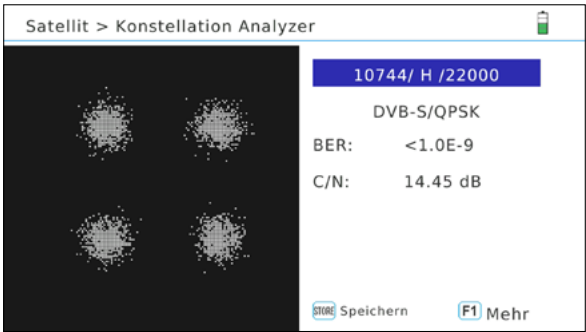 Satellit > Konstellation Analyzer
10744/ H /22000
DVB-S/QPSK
BER: <1.0E-9
C/N: 14.45 dB
STORE Speichern F1 Mehr